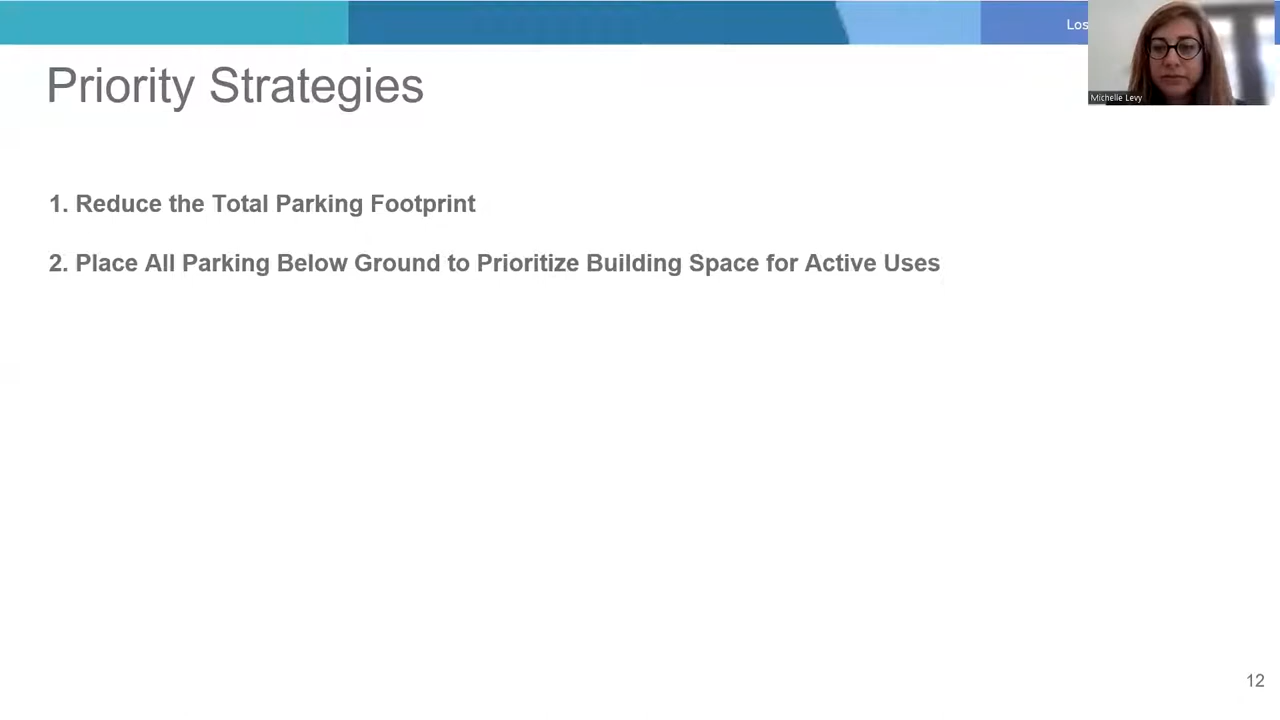 Los
Michelle Levy
Priority Strategies
1. Reduce the Total Parking Footprint
2. Place All Parking Below Ground to Prioritize Building Space for Active Uses
12